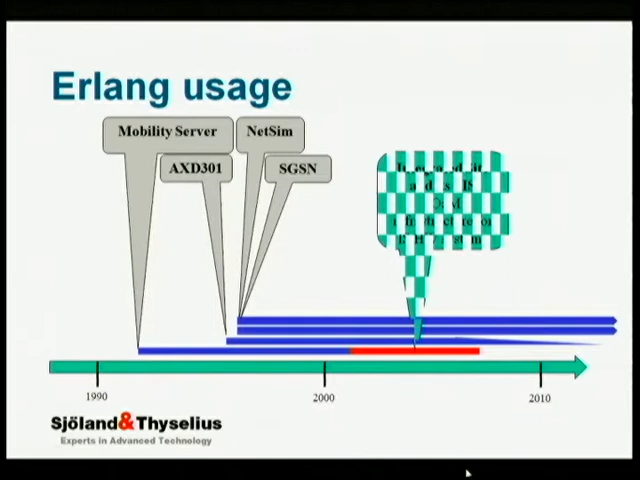 Erlang usage
Mobility Server
NetSim
AXD301
SGSN
1990
2000
2010
Sjöland&Thyselius
Experts in Advanced Technology